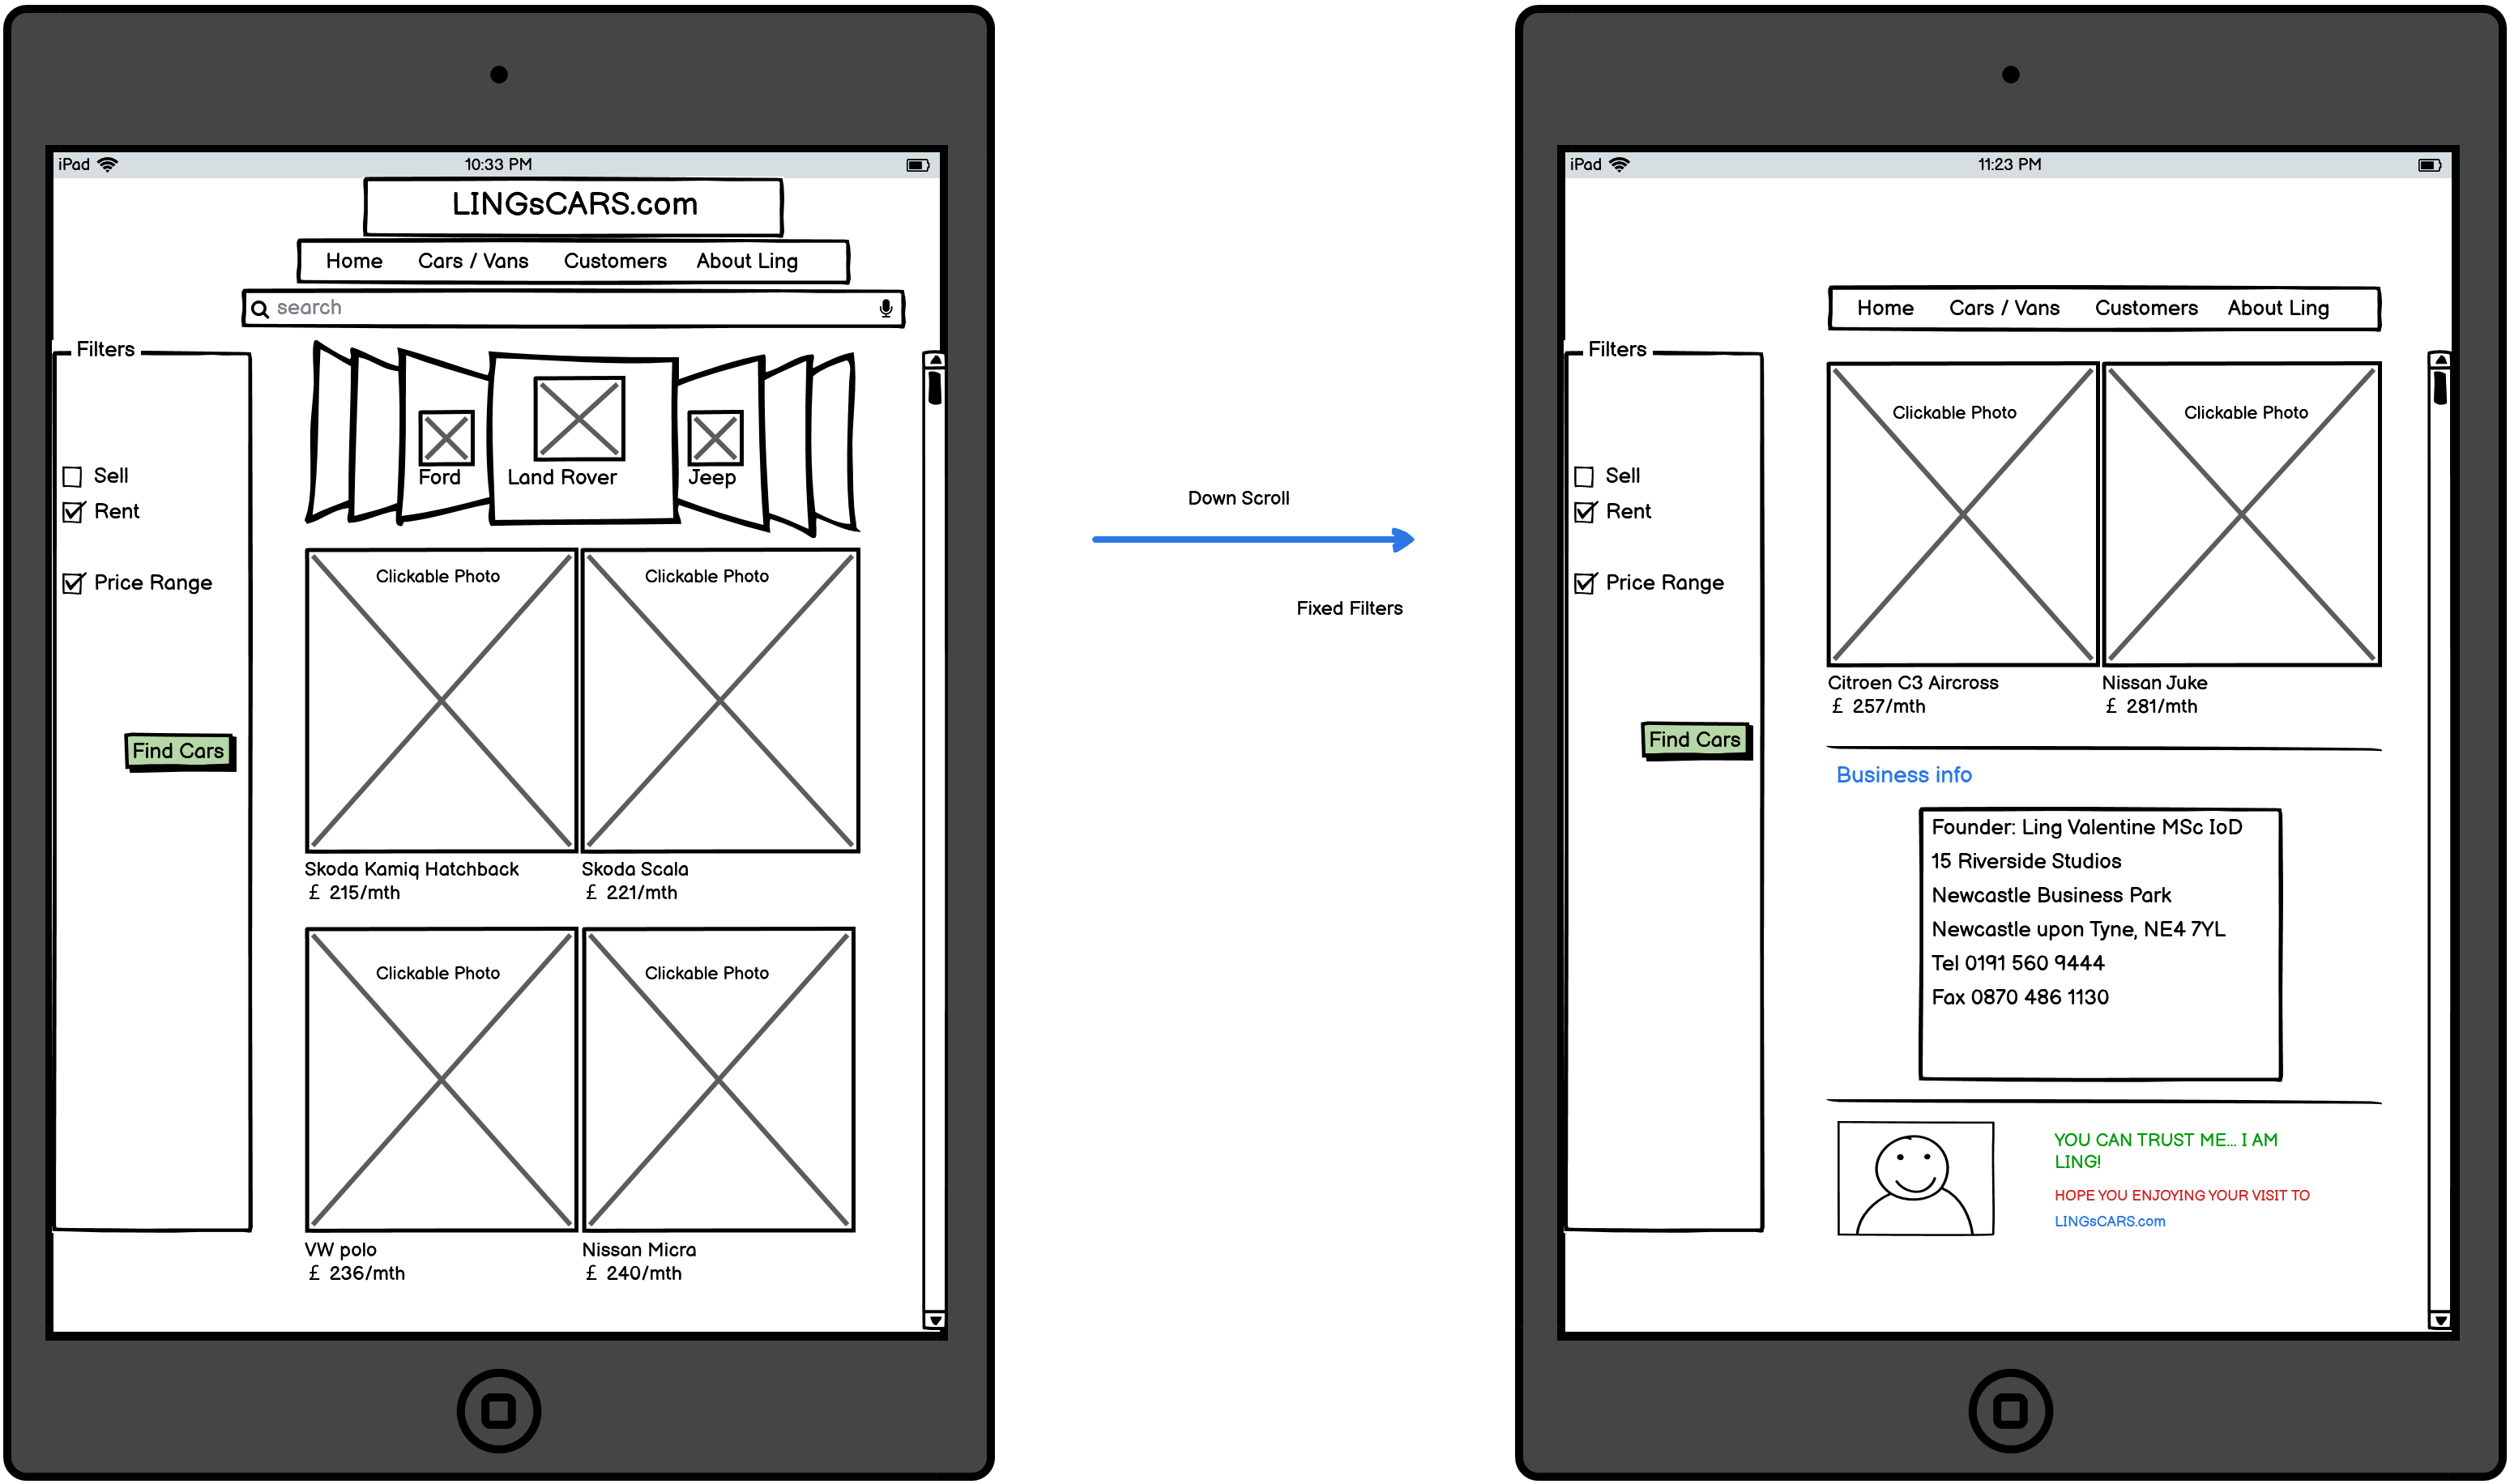 iPad 10:33 PM
LINGsCARS.com
Home Cars / Vans Customers About Ling
search
Filters
Sell
Rent
Price Range
Find Cars
Ford Land Rover Jeep
Clickable Photo Clickable Photo
Skoda Kamiq Hatchback Skoda Scala
£ 215/mth £ 221/mth
Clickable Photo Clickable Photo
VW polo Nissan Micra
£ 236/mth £ 240/mth
Down Scroll
Fixed Filters
iPad 11:23 PM
Home Cars / Vans Customers About Ling
Filters
Sell
Rent
Price Range
Find Cars
Clickable Photo Clickable Photo
Citroen C3 Aircross Nissan Juke
£ 257/mth £ 281/mth
Business info
Founder: Ling Valentine MSc IoD
15 Riverside Studios
Newcastle Business Park
Newcastle upon Tyne, NE4 7YL
Tel 0191 560 9444
Fax 0870 486 1130
YOU CAN TRUST ME... I AM
LING!
HOPE YOU ENJOYING YOUR VISIT TO
LINGsCARS.com